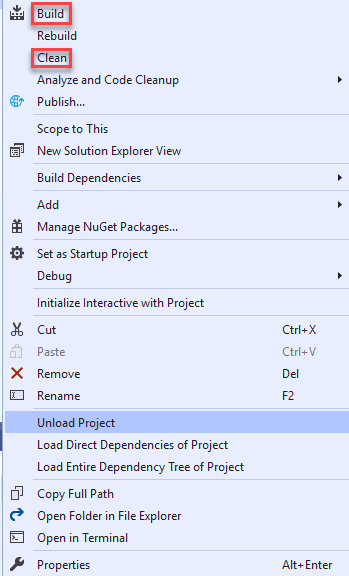 Build
Rebuild
Clean
Analyze and Code Cleanup
Publish...
Scope to This
New Solution Explorer View
Build Dependencies
Add
Manage NuGet Packages...
Set as Startup Project
Debug
Initialize Interactive with Project
Cut Ctrl+X
Paste Ctrl+V
Remove Del
Rename F2
Unload Project
Load Direct Dependencies of Project
Load Entire Dependency Tree of Project
Copy Full Path
Open Folder in File Explorer
Open in Terminal
Properties Alt+Enter